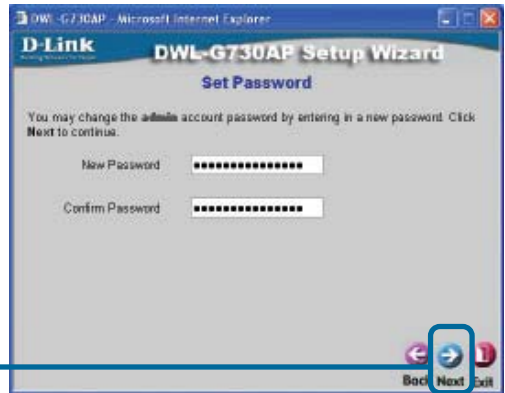 DWL-G730AP - Microsoft Internet Explorer
D-Link
DWL-G730AP Setup Wizard
Set Password
You may change the admin account password by entering in a new password. Click
Next to continue.
New Password ●●●●●●●●●●●●●●●
Confirm Password ●●●●●●●●●●●●●●●
Back Next Exit